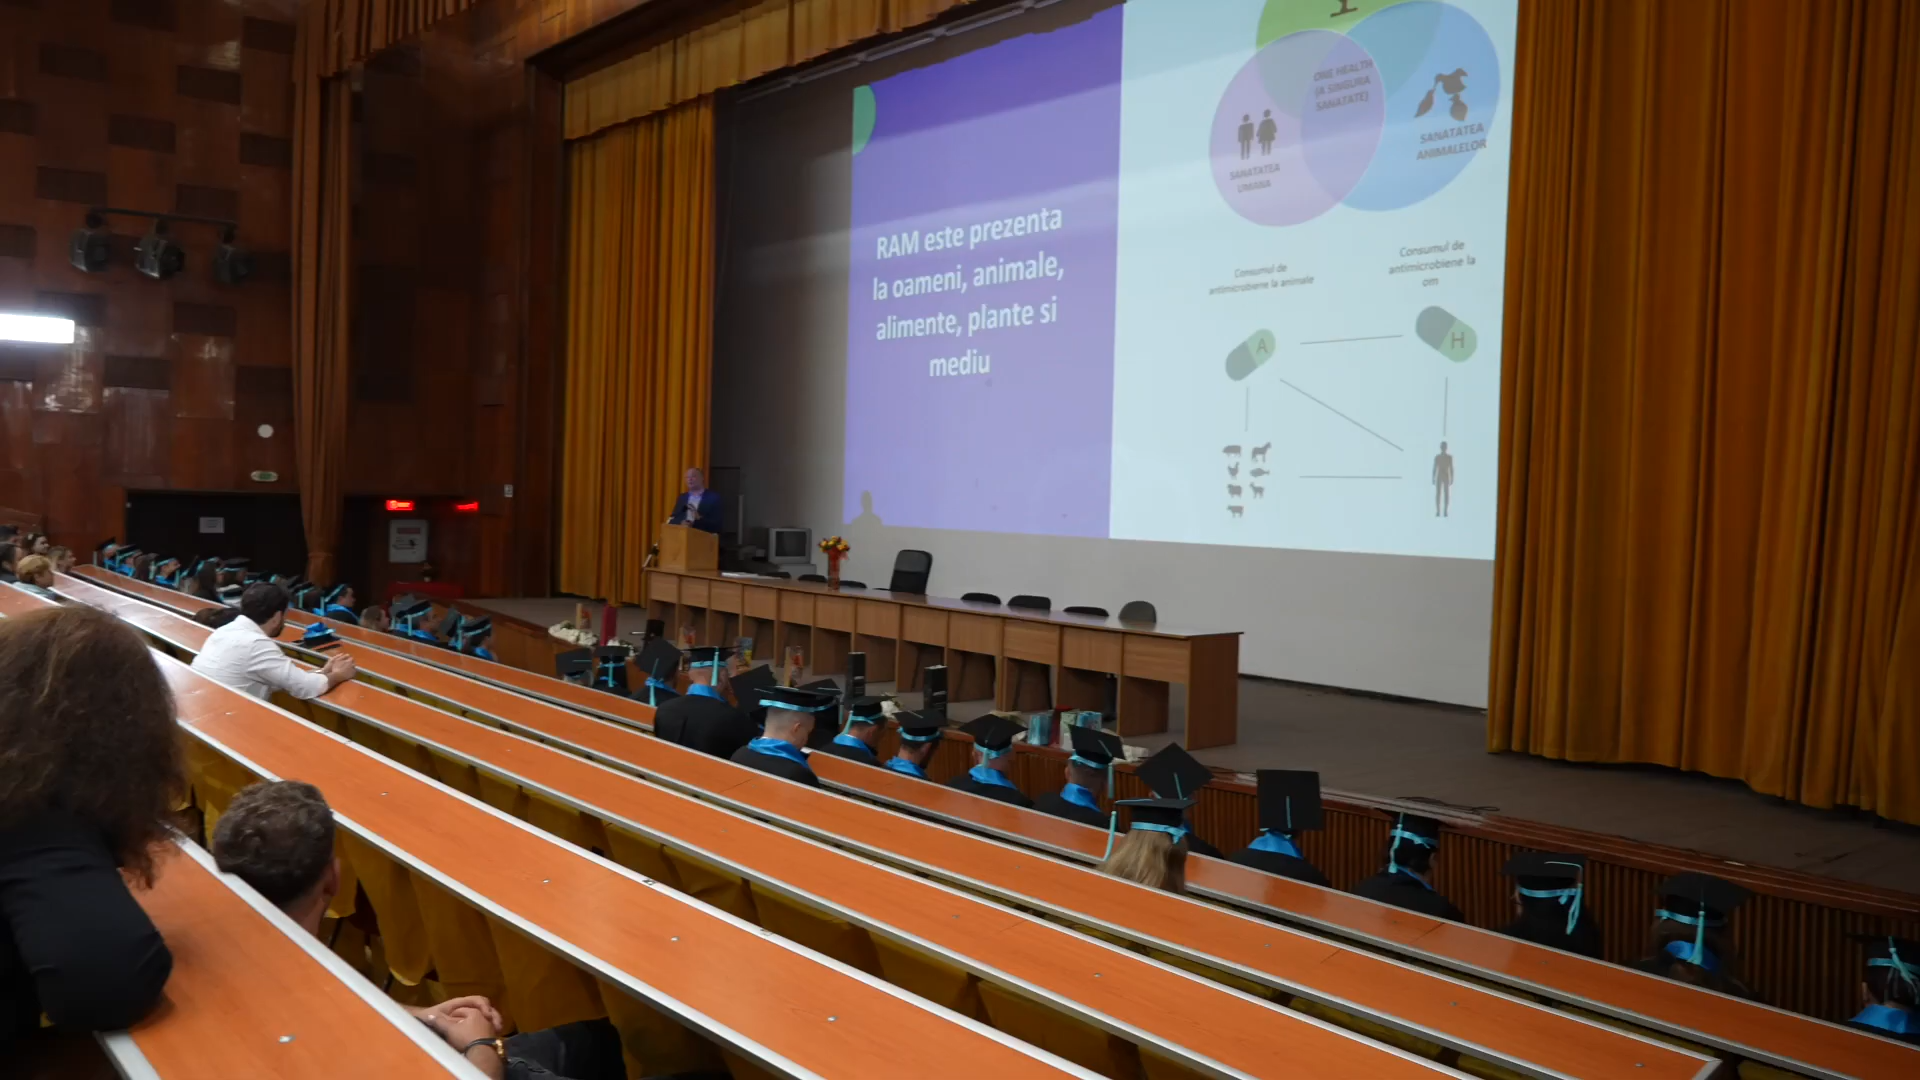 RAM este prezenta
la oameni, animale,
alimente, plante si
mediu
ONE HEALTH
(A SINGURA
SANATATE)
SANATATEA
UMANA
SANATATEA
ANIMALELOR
Consumul de
antimicrobiene la animale
Consumul de
antimicrobiene la
om
A
H